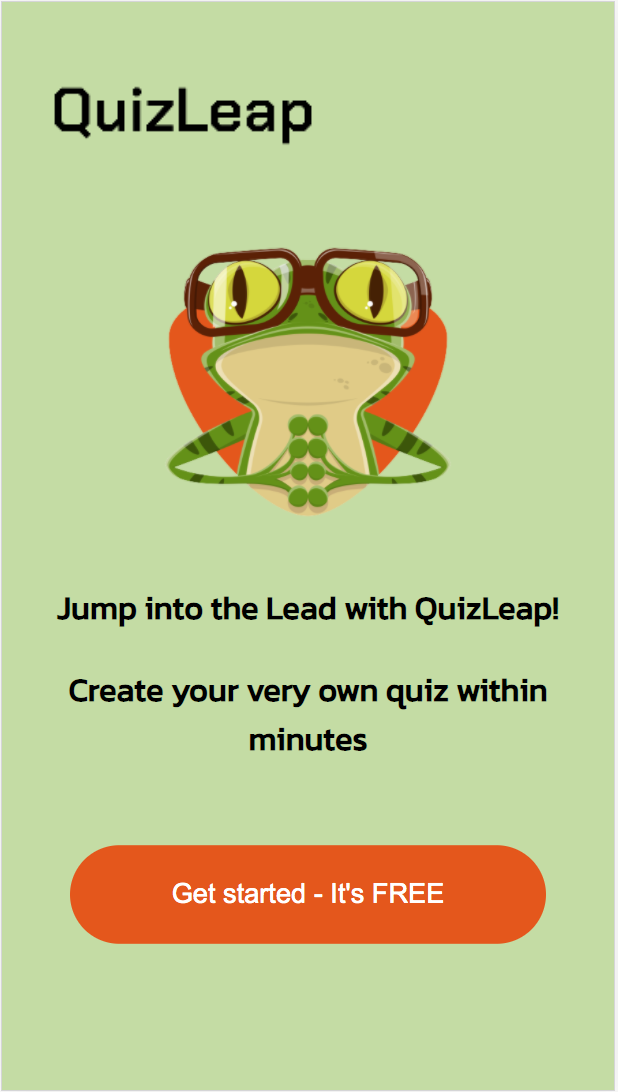 QuizLeap
Jump into the Lead with QuizLeap!
Create your very own quiz within
minutes
Get started - It's FREE